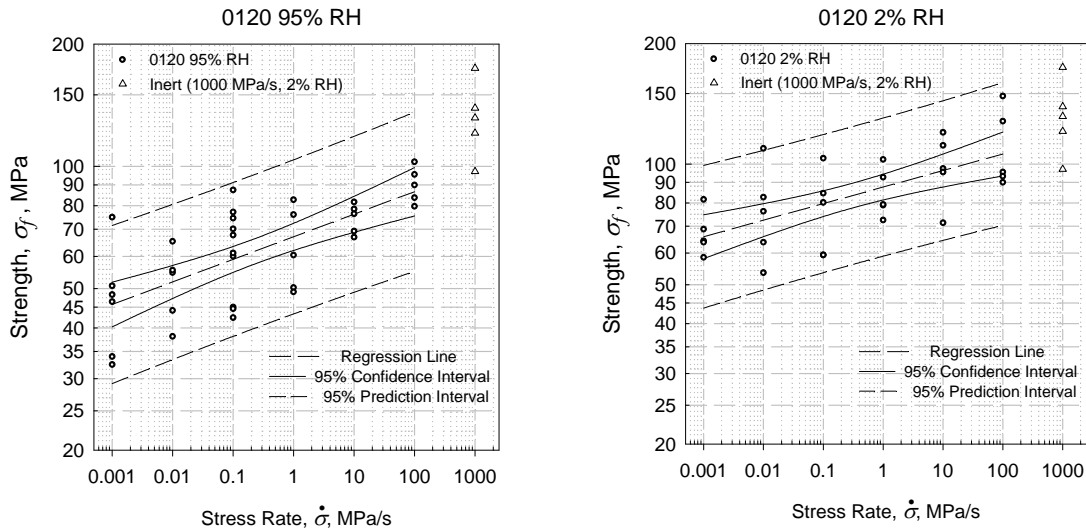 0120 95% RH
200
150
100
90
80
70
60
50
45
40
35
30
25
20
Strength, σf , MPa
0120 95% RH
Inert (1000 MPa/s, 2% RH)
Regression Line
95% Confidence Interval
95% Prediction Interval
0.001 0.01 0.1 1 10 100 1000
Stress Rate, σ̇, MPa/s
0120 2% RH
200
150
100
90
80
70
60
50
45
40
35
30
25
20
Strength, σf , MPa
0120 2% RH
Inert (1000 MPa/s, 2% RH)
Regression Line
95% Confidence Interval
95% Prediction Interval
0.001 0.01 0.1 1 10 100 1000
Stress Rate, σ̇, MPa/s